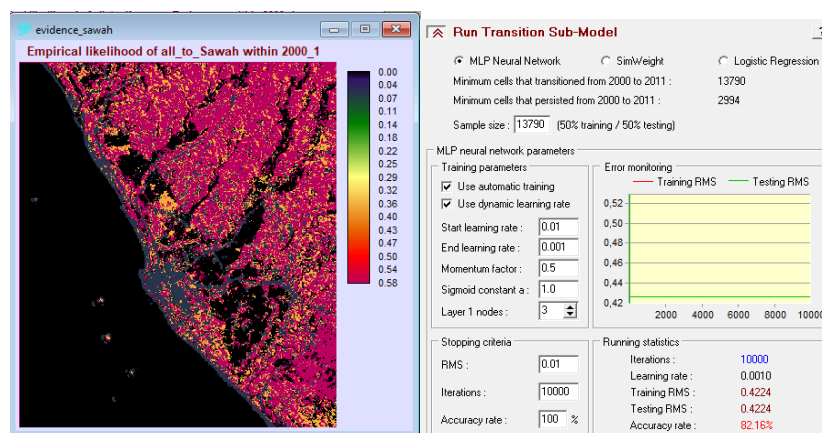 evidence_sawah
Empirical likelihood of all_to_Sawah within 2000_1
0.00
0.04
0.07
0.11
0.14
0.18
0.22
0.25
0.29
0.32
0.36
0.40
0.43
0.47
0.50
0.54
0.58
Run Transition Sub-Model
MLP Neural Network SimWeight Logistic Regression
Minimum cells that transitioned from 2000 to 2011 : 13790
Minimum cells that persisted from 2000 to 2011 : 2994
Sample size : 13790 (50% training / 50% testing)
MLP neural network parameters
Training parameters
Use automatic training
Use dynamic learning rate
Start learning rate : 0.01
End learning rate : 0.001
Momentum factor : 0.5
Sigmoid constant a : 1.0
Layer 1 nodes : 3
Error monitoring
Training RMS Testing RMS
0,52
0,50
0,48
0,46
0,44
0,42
2000 4000 6000 8000 10000
Stopping criteria
RMS : 0.01
Iterations : 10000
Accuracy rate : 100 %
Running statistics
Iterations : 10000
Learning rate : 0.0010
Training RMS : 0.4224
Testing RMS : 0.4224
Accuracy rate : 82.16%